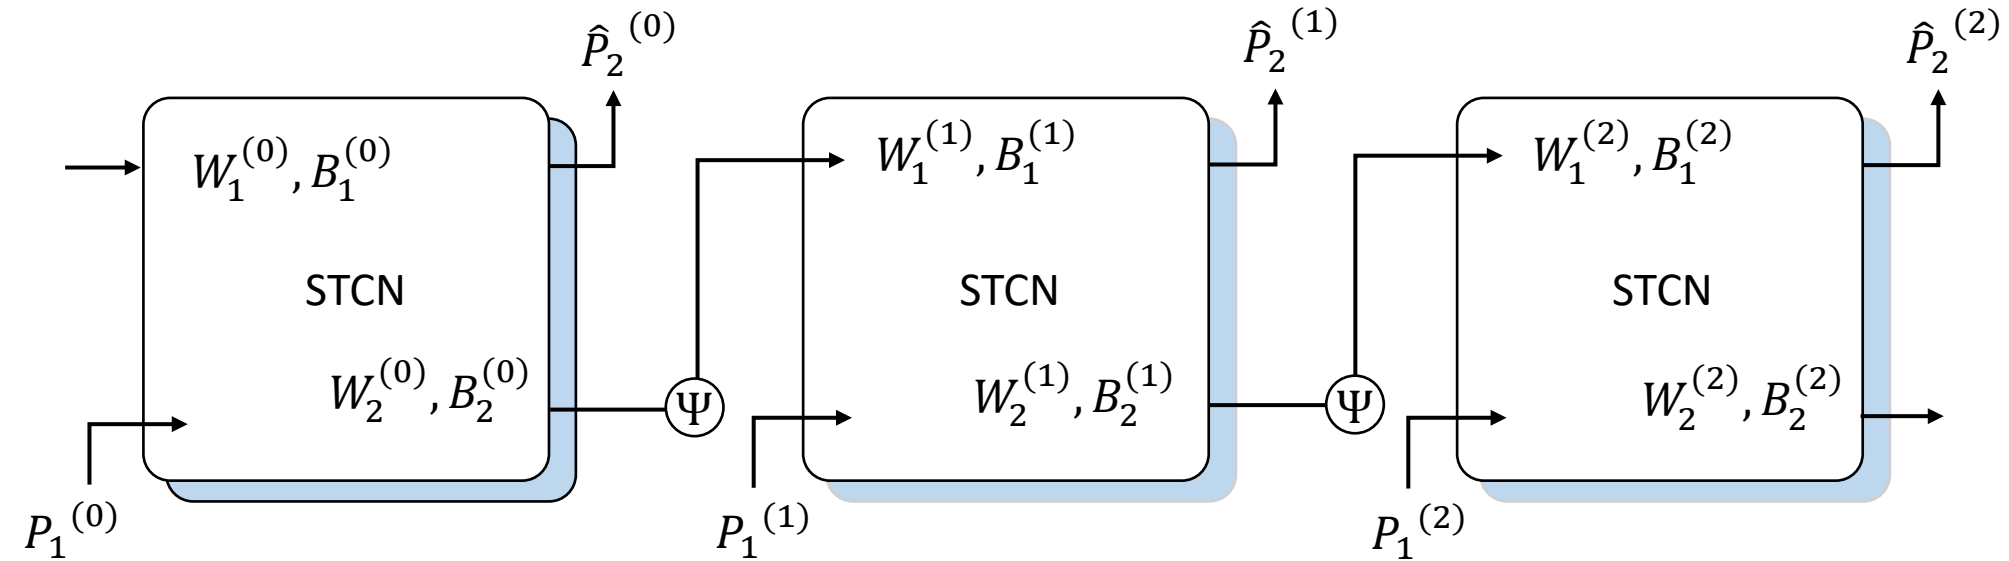 P̂₂⁽⁰⁾
W₁⁽⁰⁾, B₁⁽⁰⁾
STCN
W₂⁽⁰⁾, B₂⁽⁰⁾
P₁⁽⁰⁾
Ψ
P̂₂⁽¹⁾
W₁⁽¹⁾, B₁⁽¹⁾
STCN
W₂⁽¹⁾, B₂⁽¹⁾
P₁⁽¹⁾
Ψ
P̂₂⁽²⁾
W₁⁽²⁾, B₁⁽²⁾
STCN
W₂⁽²⁾, B₂⁽²⁾
P₁⁽²⁾